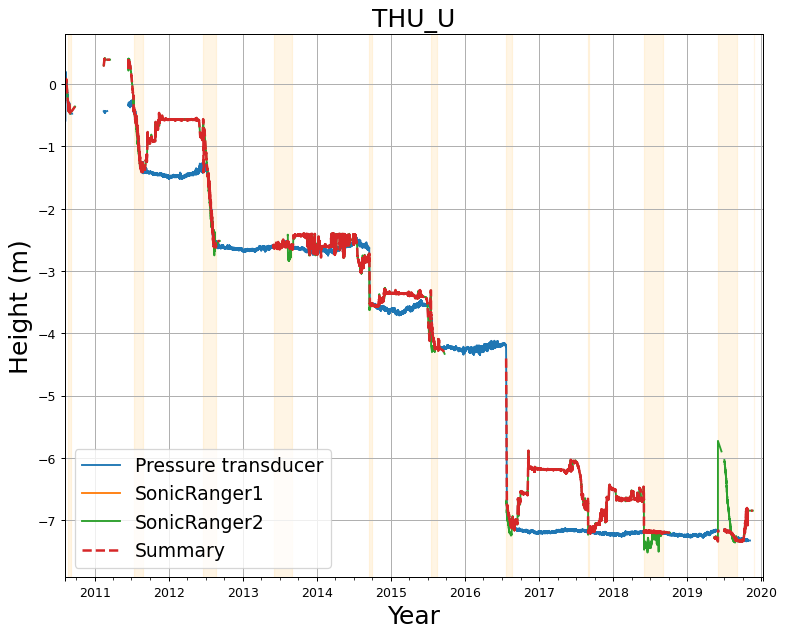 THU_U
Height (m)
0
−1
−2
−3
−4
−5
−6
−7
Pressure transducer
SonicRanger1
SonicRanger2
Summary
2011 2012 2013 2014 2015 2016 2017 2018 2019 2020
Year